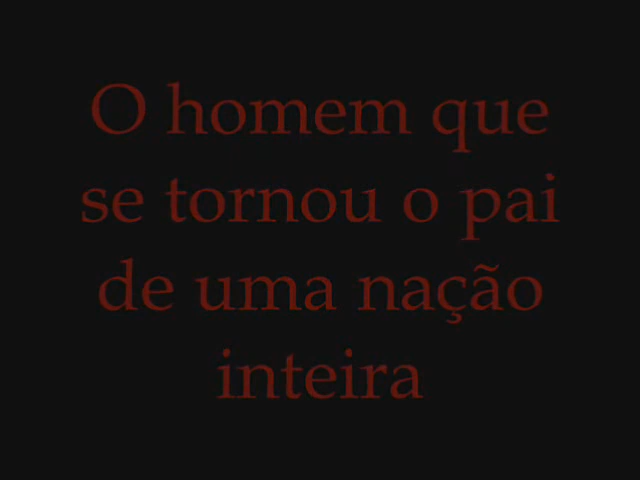 O homem que
se tornou o pai
de uma nação
inteira